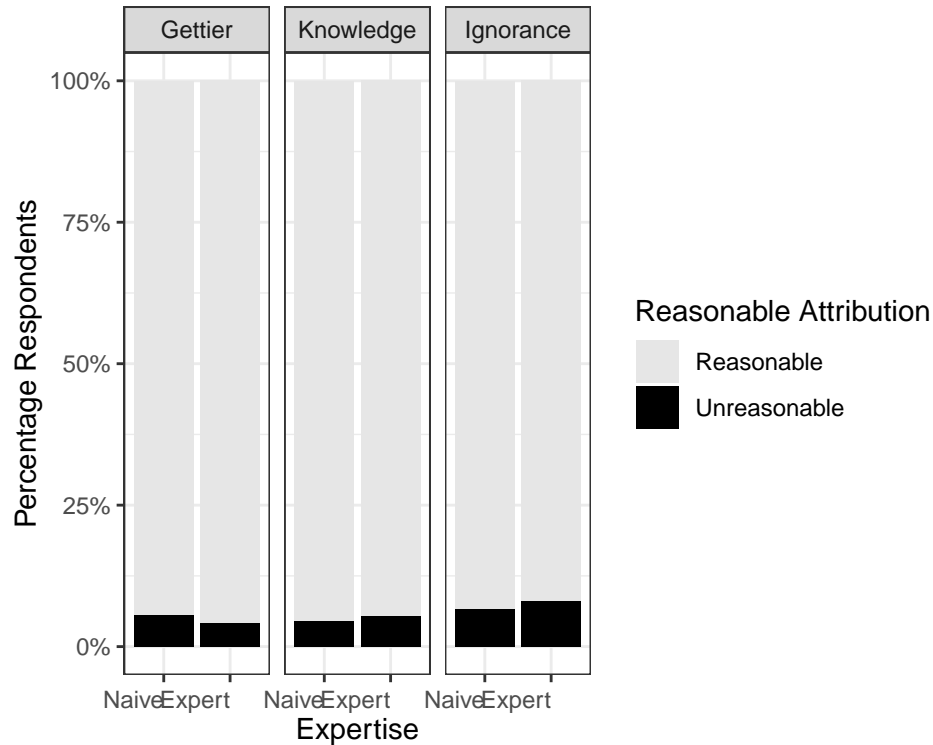 Gettier Knowledge Ignorance
100%
75%
50%
25%
0%
Percentage Respondents
Naive Expert Naive Expert Naive Expert
Expertise
Reasonable Attribution
Reasonable
Unreasonable